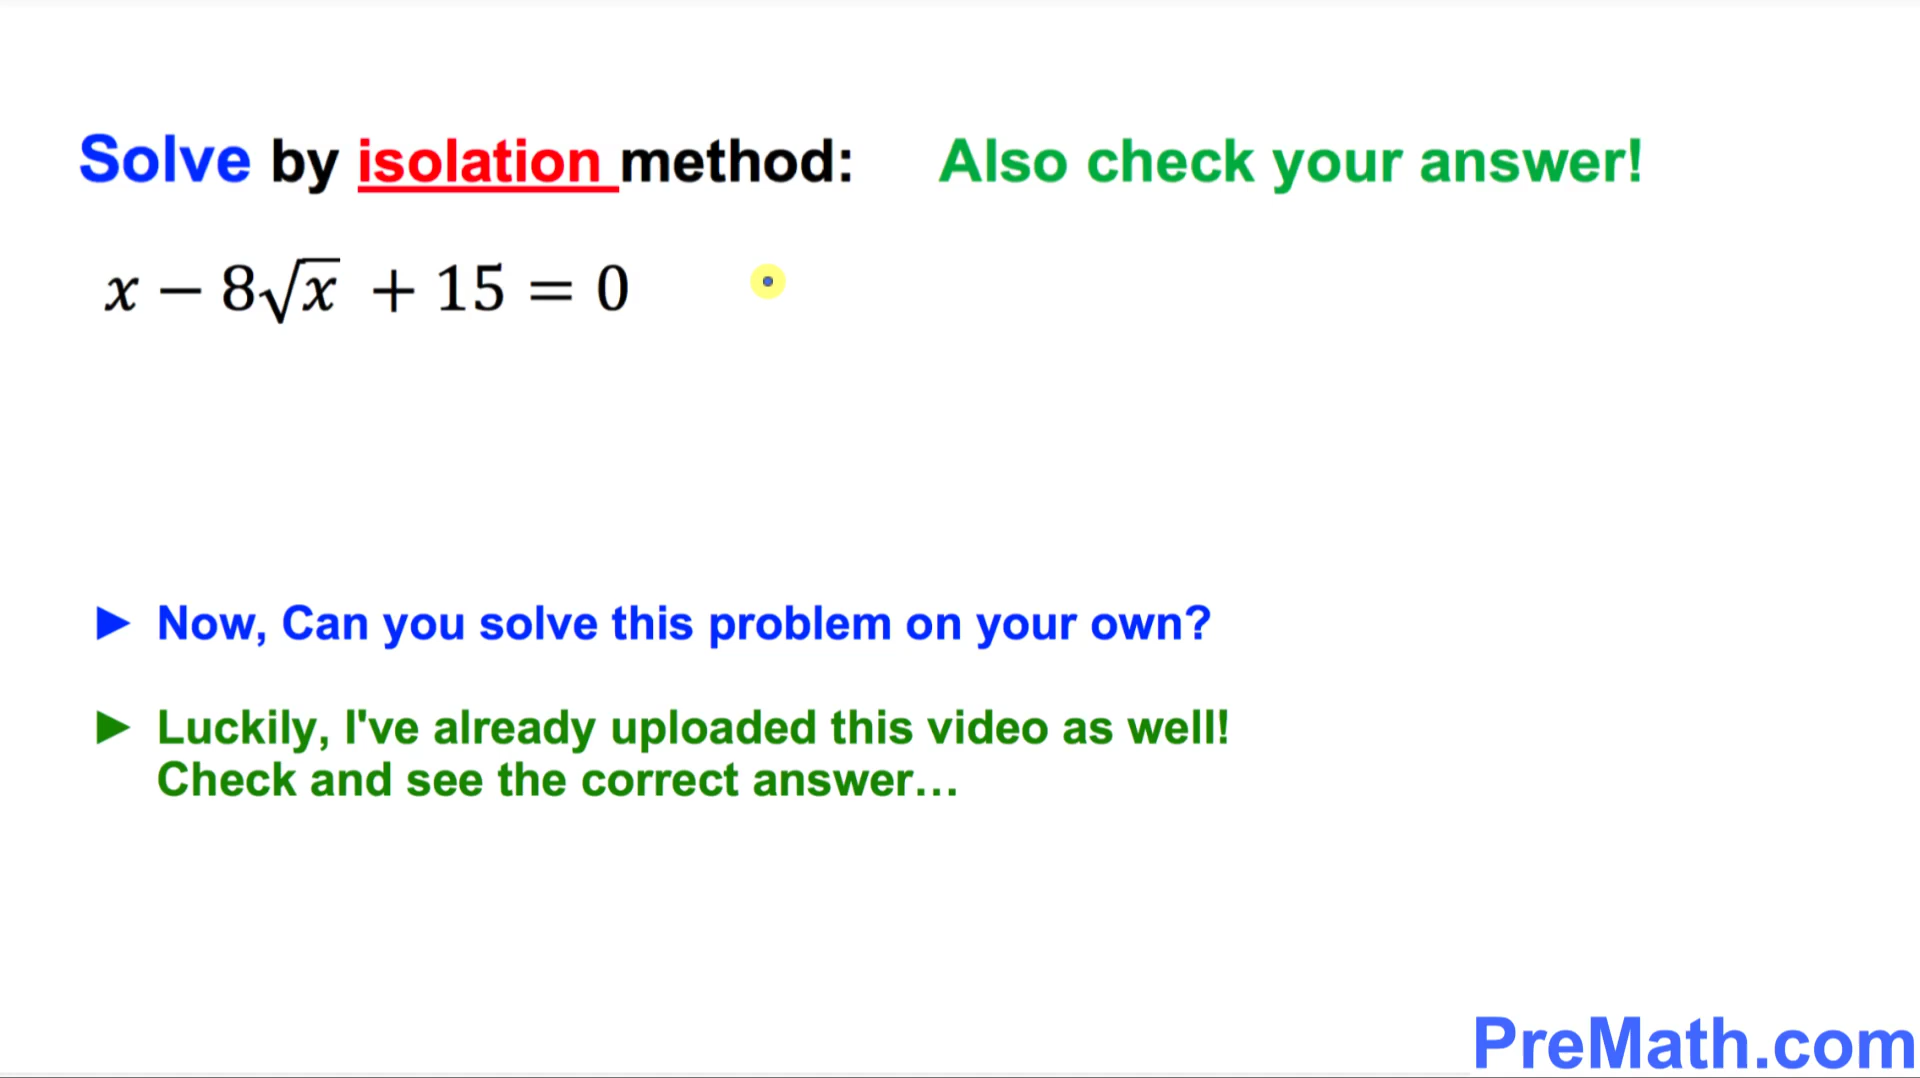 Solve by isolation method: Also check your answer!
x − 8√x + 15 = 0
► Now, Can you solve this problem on your own?
► Luckily, I've already uploaded this video as well!
Check and see the correct answer...
PreMath.com